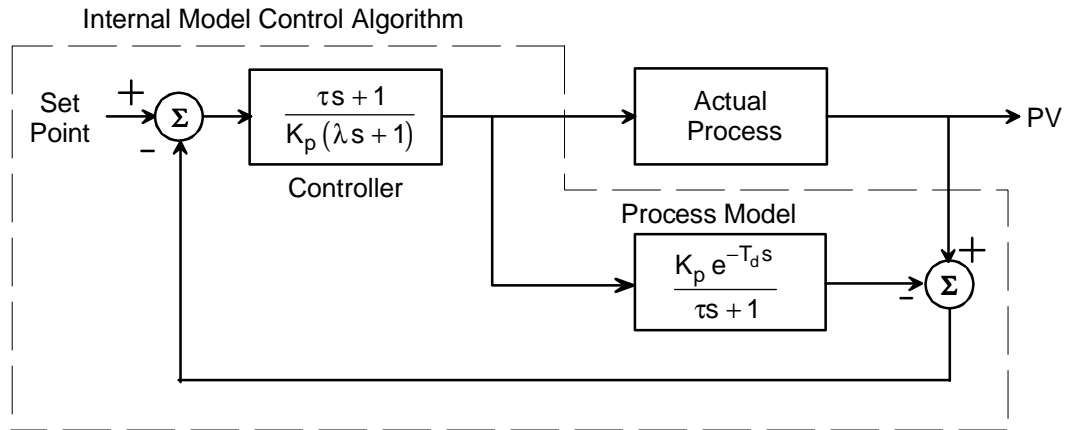 Internal Model Control Algorithm
Set
Point
+
-
Σ
τs + 1
K_p (λs + 1)
Controller
Actual
Process
PV
Process Model
K_p e^{-T_d s}
τs + 1
+
-
Σ